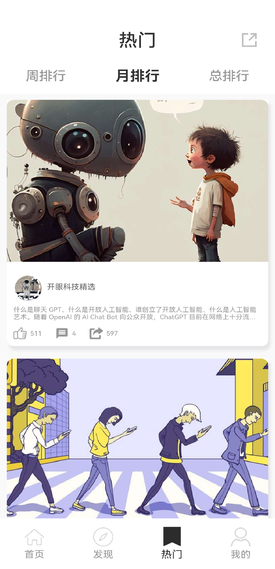 热门
周排行 月排行 总排行
开眼科技精选
什么是聊天 GPT、什么是开放人工智能、谁创立了开放人工智能、什么是人工智能
艺术。随着 OpenAI 的 AI Chat Bot 向公众开放，ChatGPT 目前在网络上十分流...
511 4 597
首页 发现 热门 我的